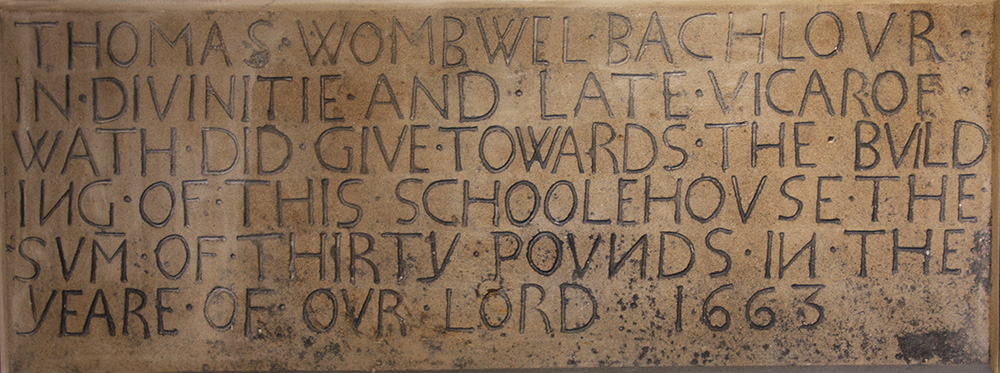 THOMAS·WOMBWEL·BACHLOVR·
IN·DIVINITIE·AND·LATE·VICAROF·
WATH·DID·GIVE·TOWARDS·THE·BVILD
ING·OF·THIS SCHOOLEHOVSE·THE
SVM̄·OF·THIRTY POVNDS·IN·THE
YEARE·OF·OVR·LORD 1663